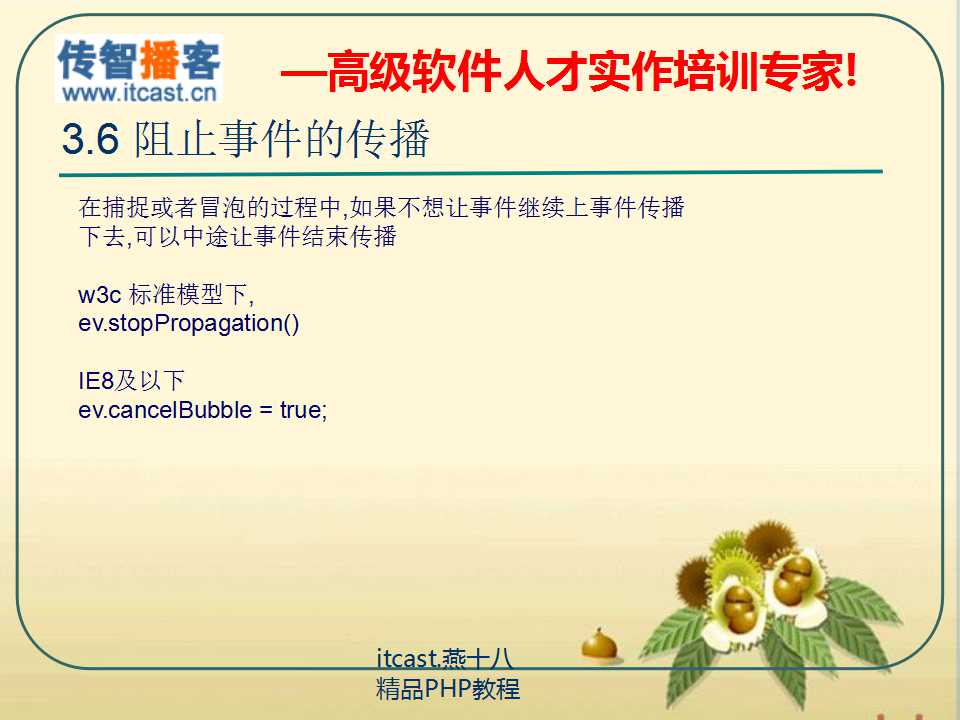 传智播客
www.itcast.cn
—高级软件人才实作培训专家!
3.6 阻止事件的传播
在捕捉或者冒泡的过程中,如果不想让事件继续上事件传播
下去,可以中途让事件结束传播
w3c 标准模型下,
ev.stopPropagation()
IE8及以下
ev.cancelBubble = true;
itcast.燕十八
精品PHP教程